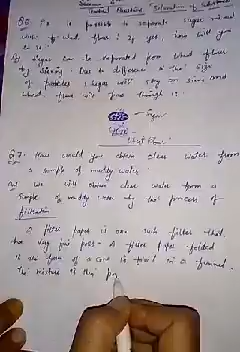 Q6. Is it possible to separate sugar mixed
with wheat flour? If yes, how will you
do it.
A) Sugar can be separated from wheat flour
by sieving. Due to difference in the size
of particles sugar will stay on sieve and
wheat flour will pass through it.
Sugar
Wheat flour
Q7. How would you obtain clear water from
a sample of muddy water.
A) We will obtain clear water from a
sample of muddy water by the process of
filtration
A filter paper is one such filter that
has very fine pores. A filter paper folded
in the form of a cone is fixed in a funnel.
The mixture is then